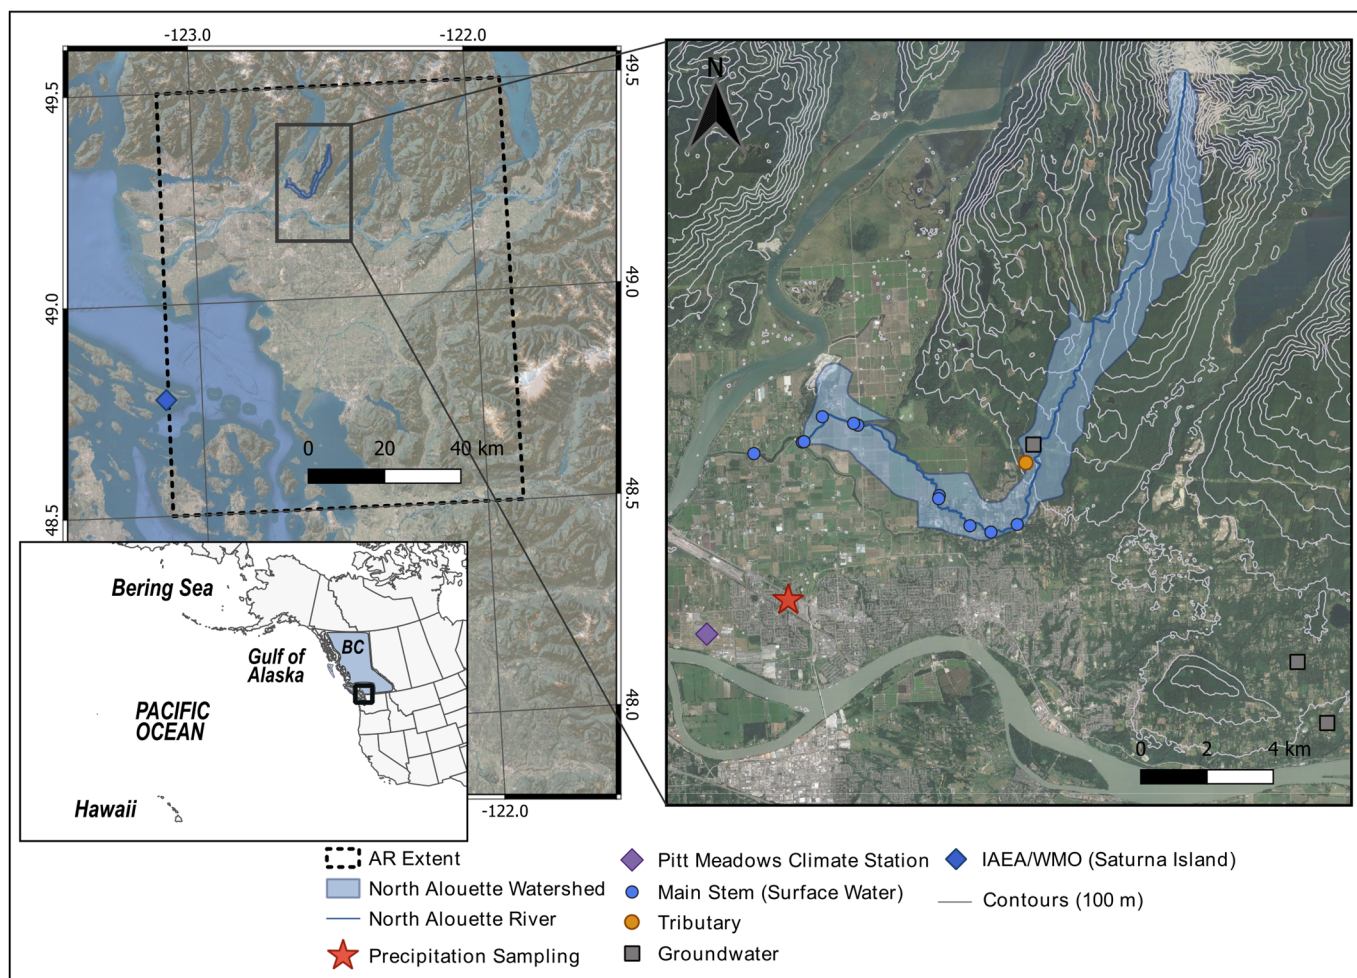 -123.0
-122.0
49.5
49.5
49.0
49.0
0 20 40 km
48.5
48.5
48.0
-122.0
N
0 2 4 km
Bering Sea
Gulf of
Alaska
BC
PACIFIC
OCEAN
Hawaii
AR Extent
North Alouette Watershed
North Alouette River
Precipitation Sampling
Pitt Meadows Climate Station
Main Stem (Surface Water)
Tributary
Groundwater
IAEA/WMO (Saturna Island)
Contours (100 m)